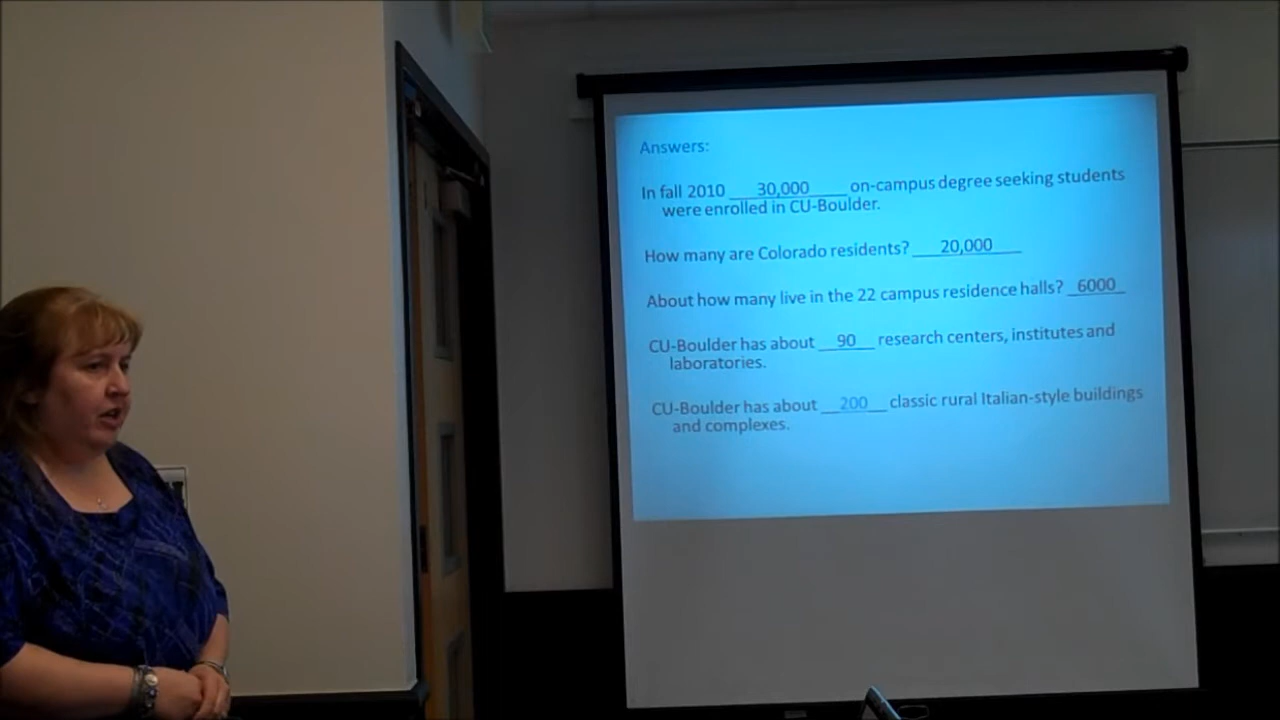 Answers:
In fall 2010 ___30,000____ on-campus degree seeking students
were enrolled in CU-Boulder.
How many are Colorado residents? ___20,000___
About how many live in the 22 campus residence halls? _6000_
CU-Boulder has about __90__ research centers, institutes and
laboratories.
CU-Boulder has about __200__ classic rural Italian-style buildings
and complexes.